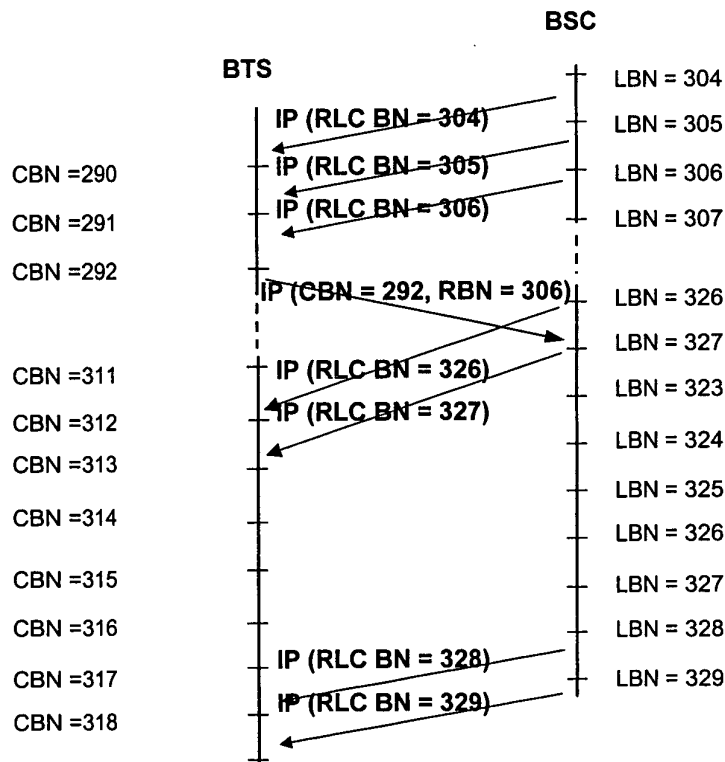 BSC
BTS
LBN = 304
IP (RLC BN = 304)
LBN = 305
IP (RLC BN = 305)
CBN =290
LBN = 306
IP (RLC BN = 306)
CBN =291
LBN = 307
CBN =292
IP (CBN = 292, RBN = 306)
LBN = 326
LBN = 327
CBN =311
IP (RLC BN = 326)
LBN = 323
CBN =312
IP (RLC BN = 327)
LBN = 324
CBN =313
LBN = 325
CBN =314
LBN = 326
CBN =315
LBN = 327
CBN =316
LBN = 328
IP (RLC BN = 328)
CBN =317
LBN = 329
IP (RLC BN = 329)
CBN =318